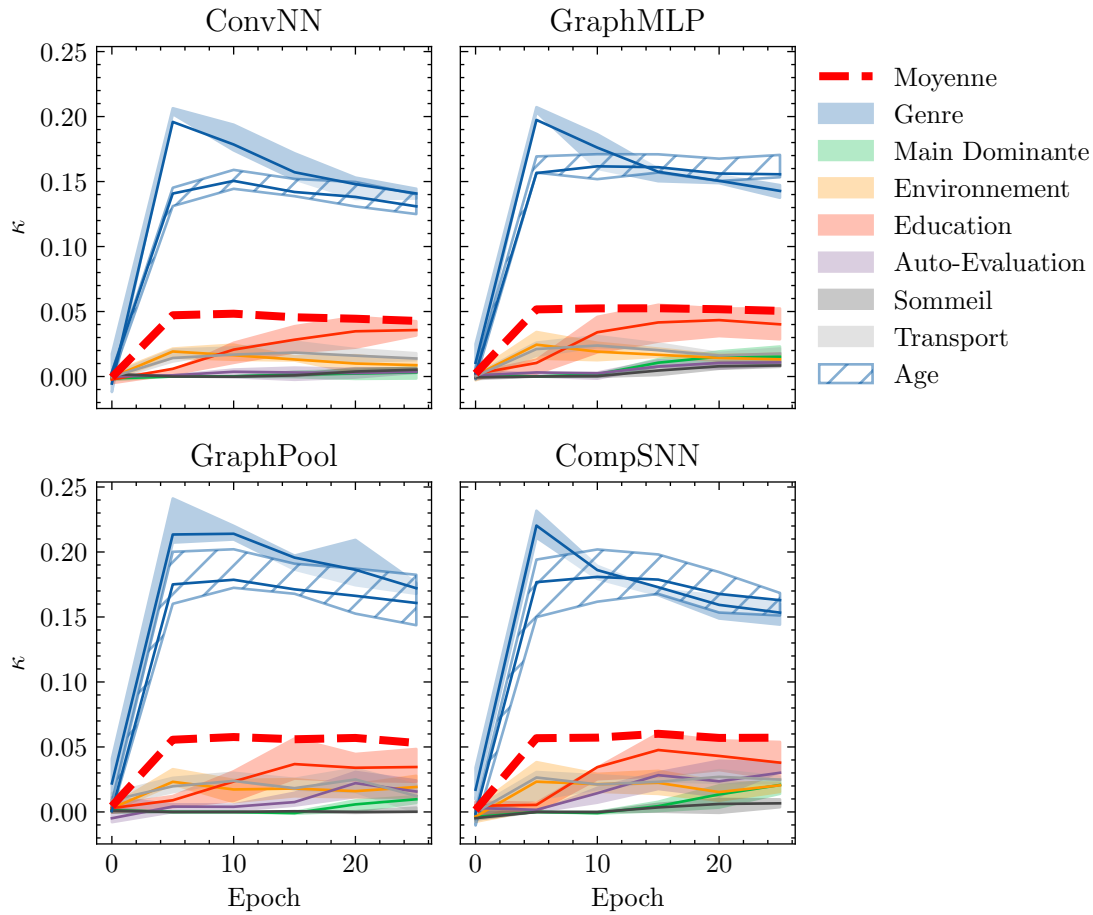 ConvNN
GraphMLP
0.25
0.20
0.15
0.10
0.05
0.00
κ
Moyenne
Genre
Main Dominante
Environnement
Education
Auto-Evaluation
Sommeil
Transport
Age
GraphPool
CompSNN
0.25
0.20
0.15
0.10
0.05
0.00
κ
0 10 20
0 10 20
Epoch
Epoch